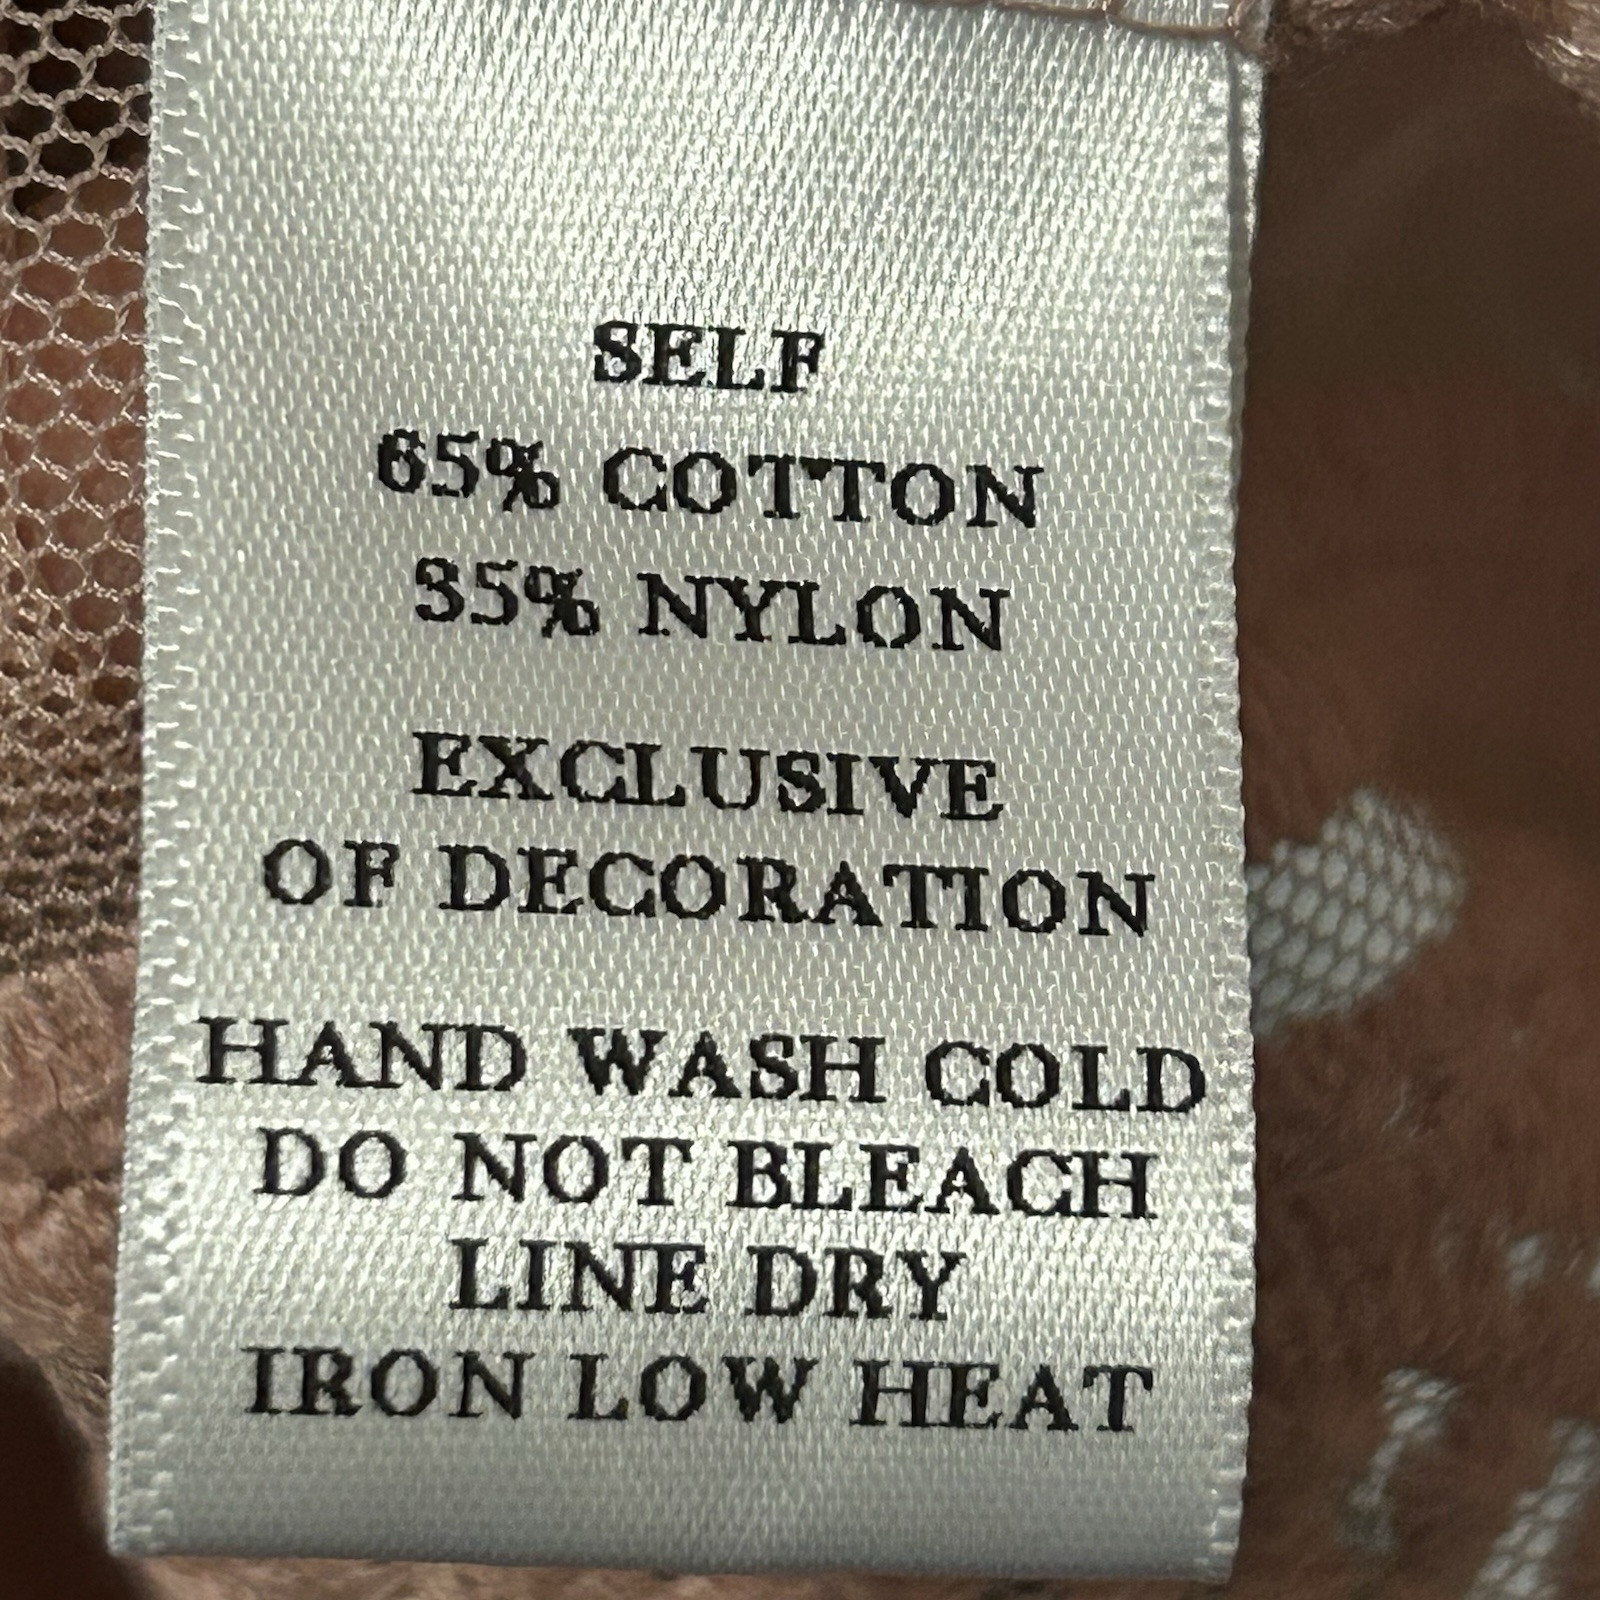 SELF
65% COTTON
35% NYLON
EXCLUSIVE
OF DECORATION
HAND WASH COLD
DO NOT BLEACH
LINE DRY
IRON LOW HEAT